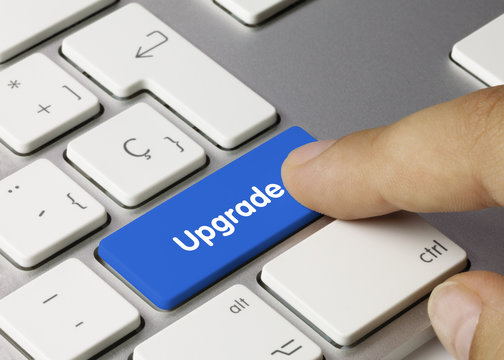 * ] +
Ç }
¨ {
Upgrade
ctrl
- _
alt